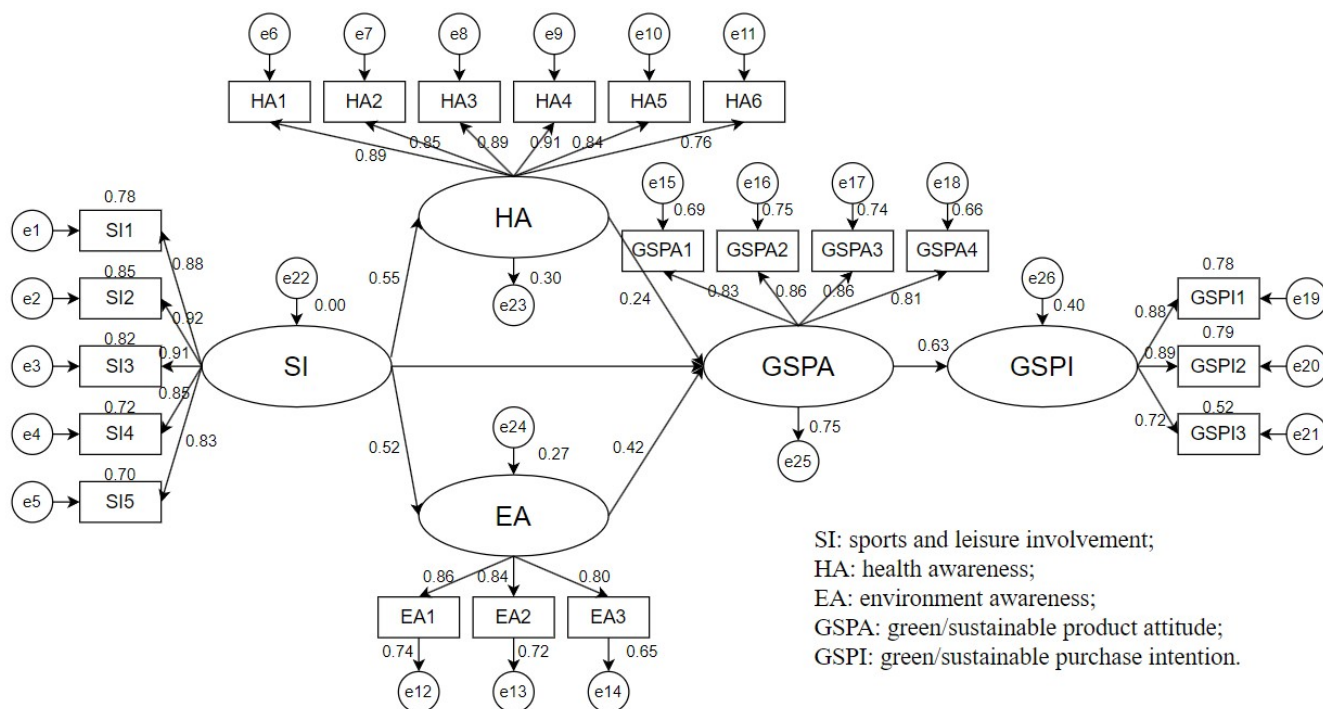 e6 e7 e8 e9 e10 e11
HA1 HA2 HA3 HA4 HA5 HA6
0.89 0.85 0.89 0.91 0.84 0.76
e15 e16 e17 e18
0.69 0.75 0.74 0.66
HA
GSPA1 GSPA2 GSPA3 GSPA4
0.83 0.86 0.86 0.81
0.30
e23
0.78
e1 SI1
0.88
0.85
e2 SI2
0.92
0.82
e3 SI3
0.91
0.85
0.72
e4 SI4
0.83
0.70
e5 SI5
e22
0.00
SI
0.55
0.24
0.52
0.42
GSPA
0.75
e25
0.63
e26
0.40
GSPI
0.78
0.88 GSPI1 e19
0.79
0.89 GSPI2 e20
0.52
0.72 GSPI3 e21
e24
0.27
EA
0.86 0.84 0.80
EA1 EA2 EA3
0.74 0.72 0.65
e12 e13 e14
SI: sports and leisure involvement;
HA: health awareness;
EA: environment awareness;
GSPA: green/sustainable product attitude;
GSPI: green/sustainable purchase intention.